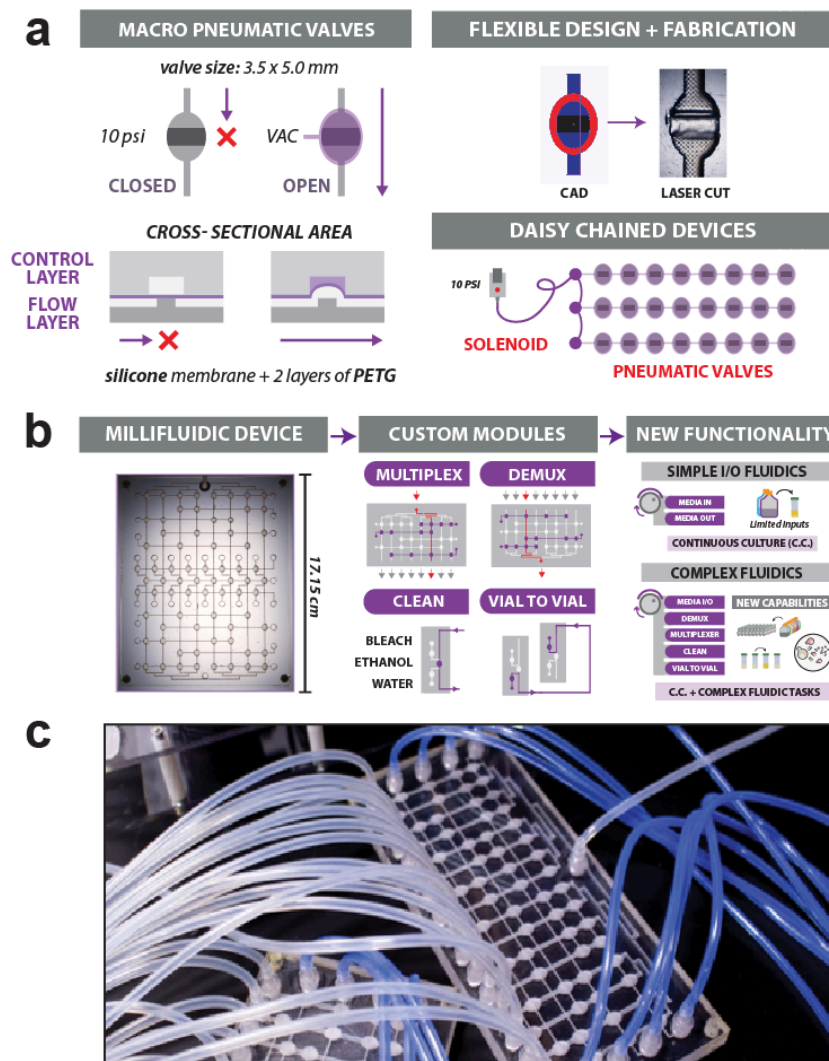 a
MACRO PNEUMATIC VALVES
valve size: 3.5 x 5.0 mm
10 psi
VAC
CLOSED
OPEN
CROSS- SECTIONAL AREA
CONTROL
LAYER
FLOW
LAYER
silicone membrane + 2 layers of PETG
FLEXIBLE DESIGN + FABRICATION
CAD
LASER CUT
DAISY CHAINED DEVICES
10 PSI
SOLENOID
PNEUMATIC VALVES
b
MILLIFLUIDIC DEVICE
17.15 cm
CUSTOM MODULES
MULTIPLEX
DEMUX
CLEAN
VIAL TO VIAL
BLEACH
ETHANOL
WATER
NEW FUNCTIONALITY
SIMPLE I/O FLUIDICS
MEDIA IN
MEDIA OUT
Limited Inputs
CONTINUOUS CULTURE (C.C.)
COMPLEX FLUIDICS
MEDIA I/O
DEMUX
MULTIPLEXER
CLEAN
VIAL TO VIAL
NEW CAPABILITIES
C.C. + COMPLEX FLUIDIC TASKS
c